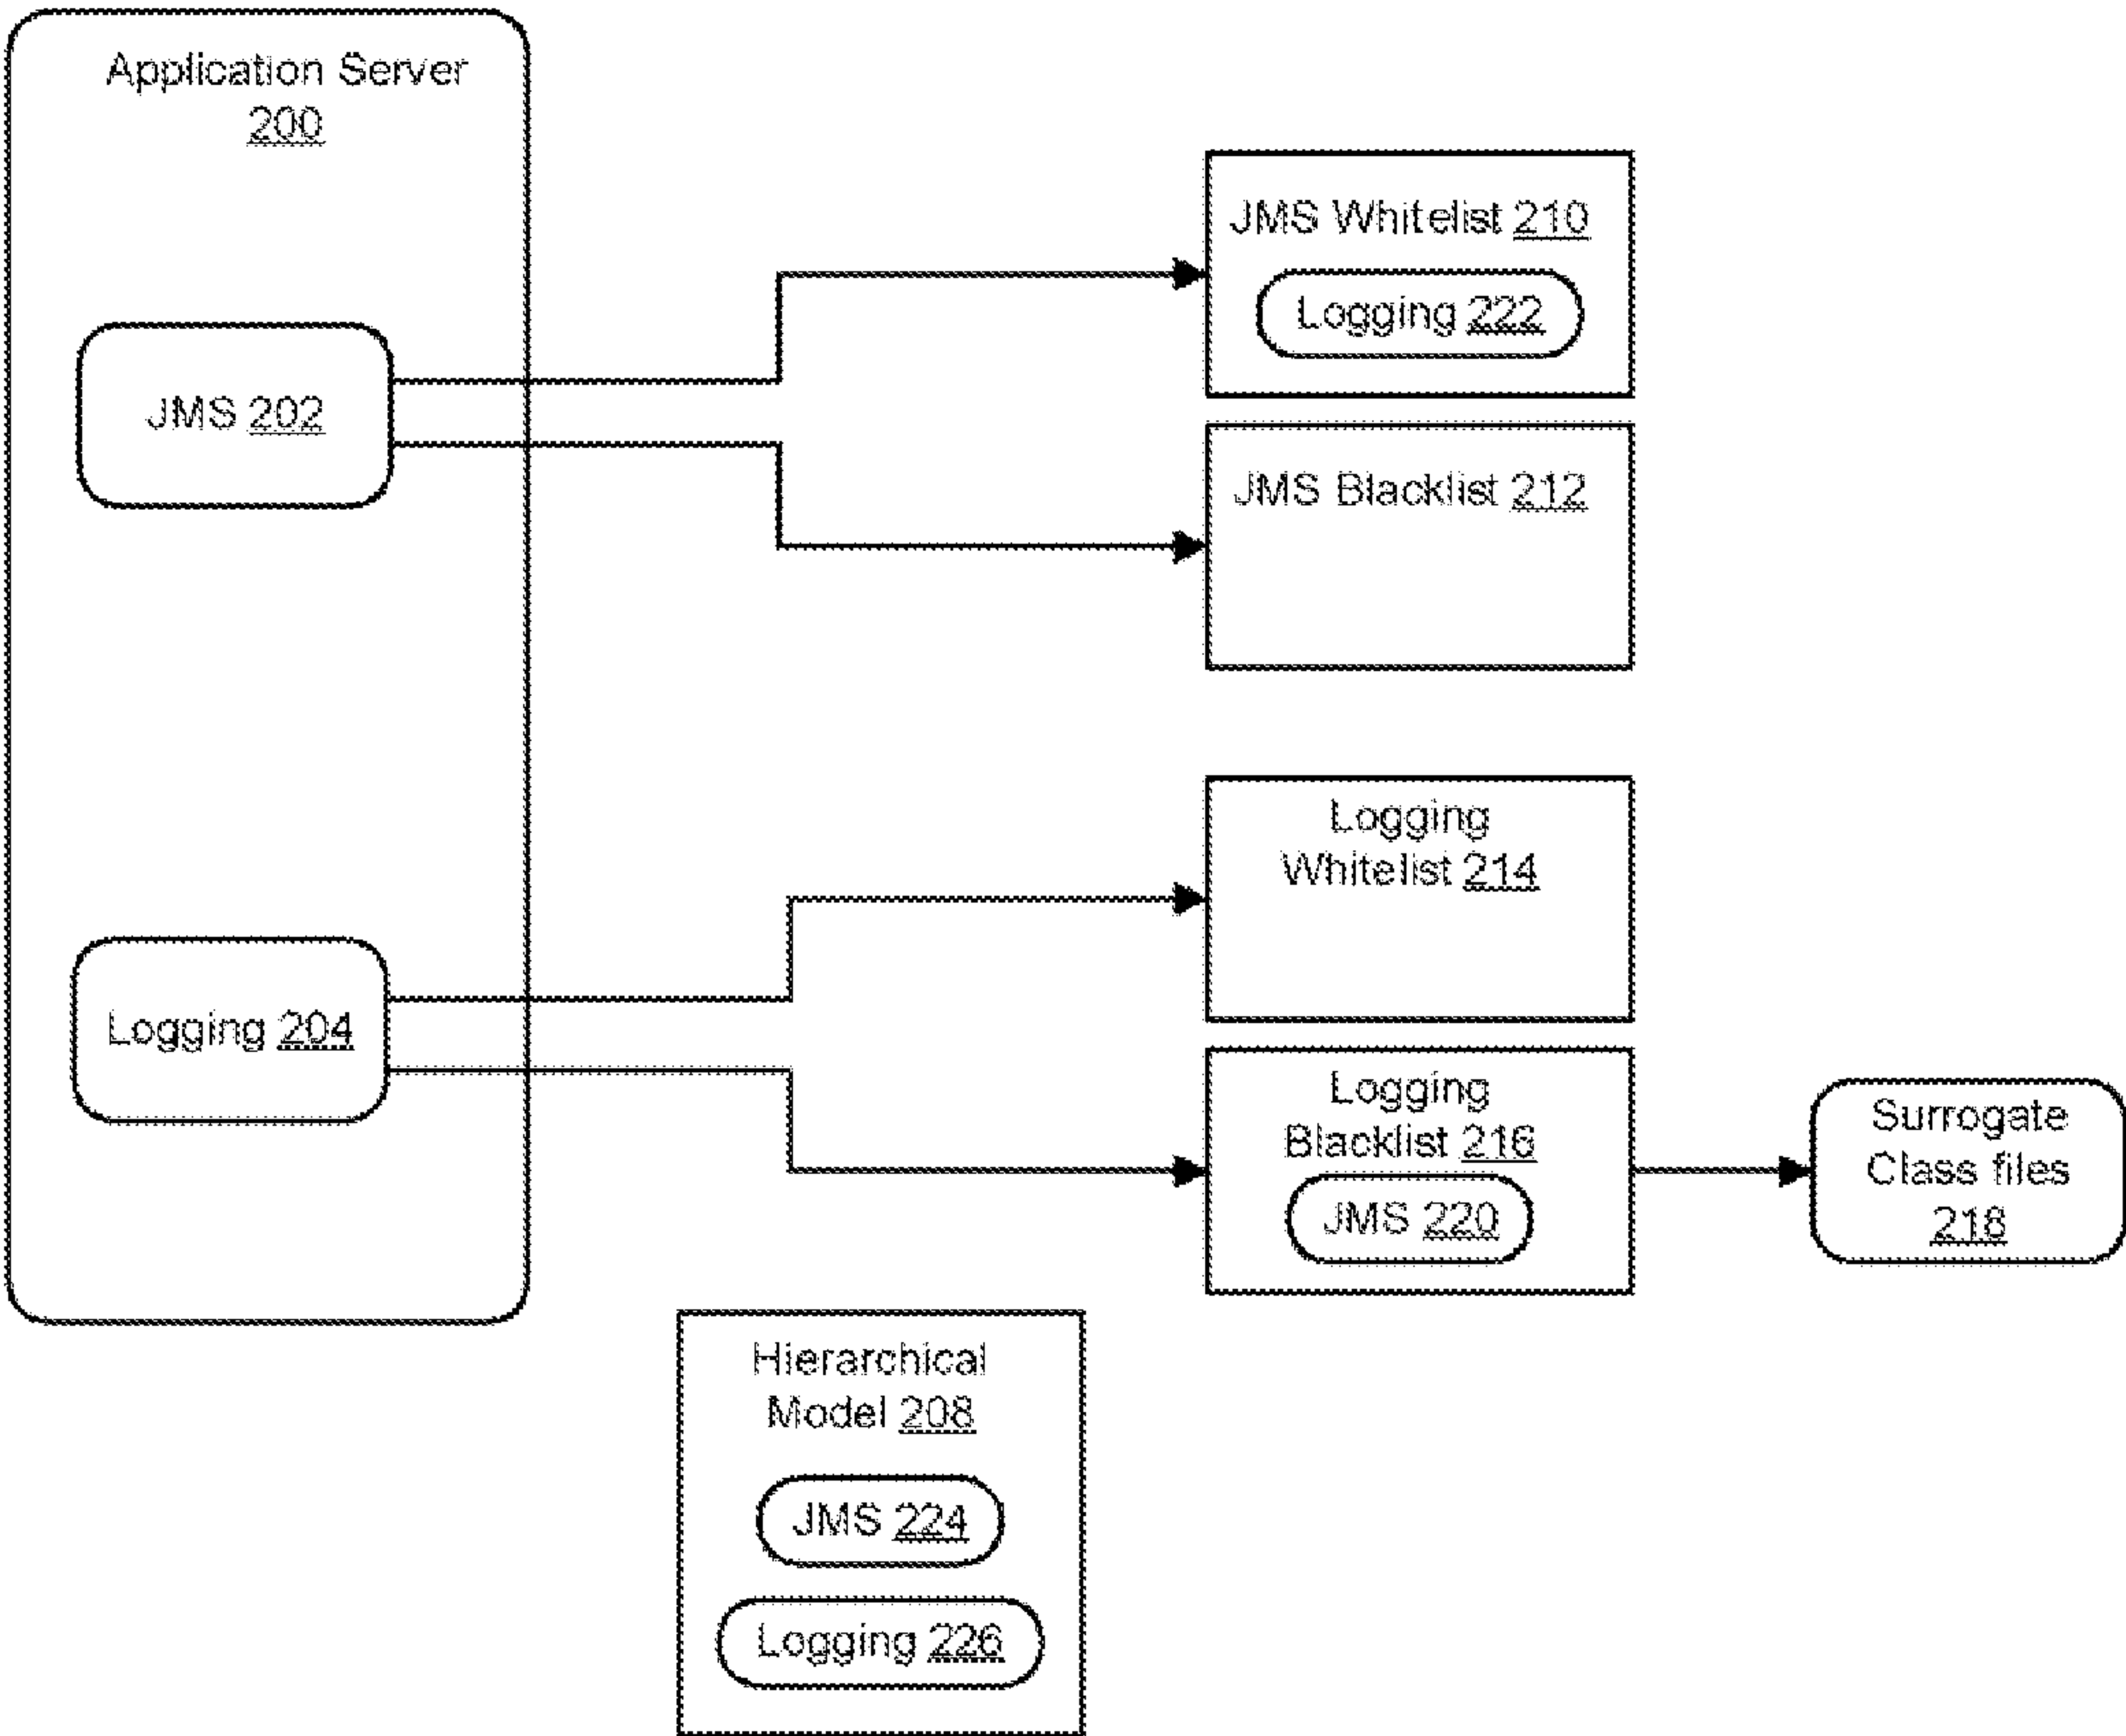 Application Server
200
JMS Whitelist 210
Logging 222
JMS 202
JMS Blacklist 212
Logging
Whitelist 214
Logging 204
Logging
Blacklist 216
JMS 220
Surrogate
Class files
218
Hierarchical
Model 208
JMS 224
Logging 226